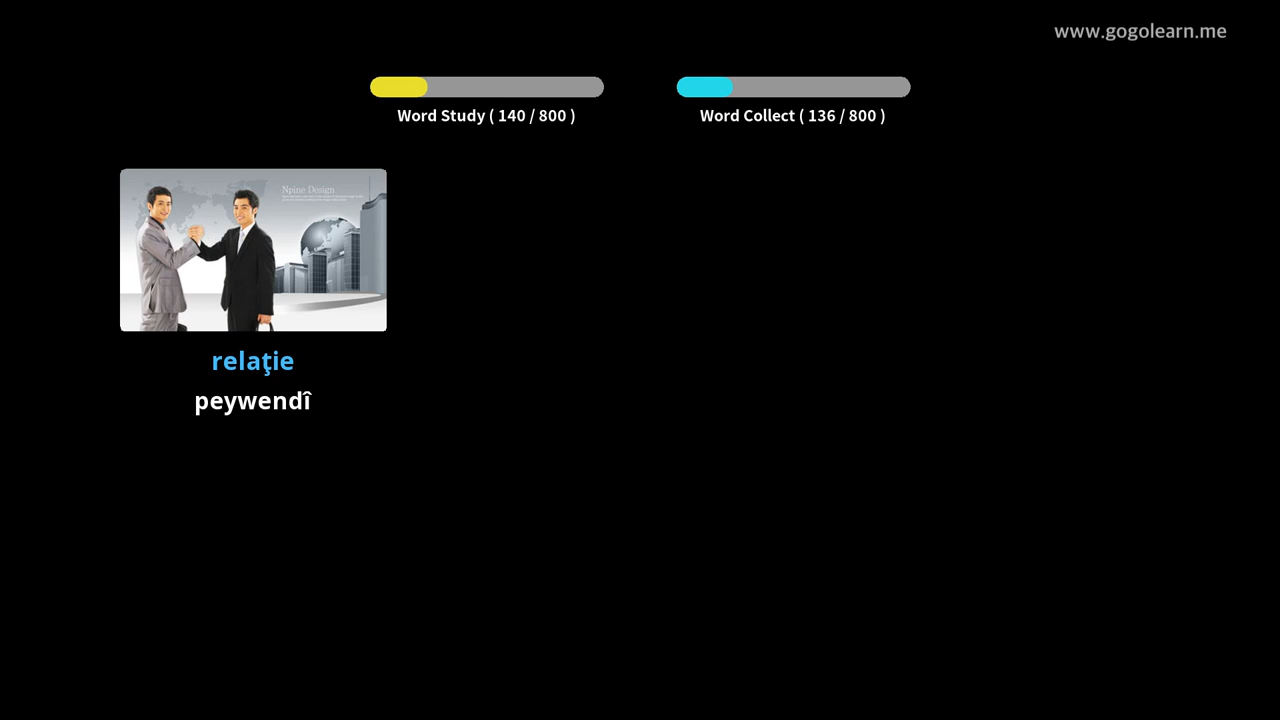 www.gogolearn.me
Word Study ( 140 / 800 )
Word Collect ( 136 / 800 )
Npine Design
relaţie
peywendî